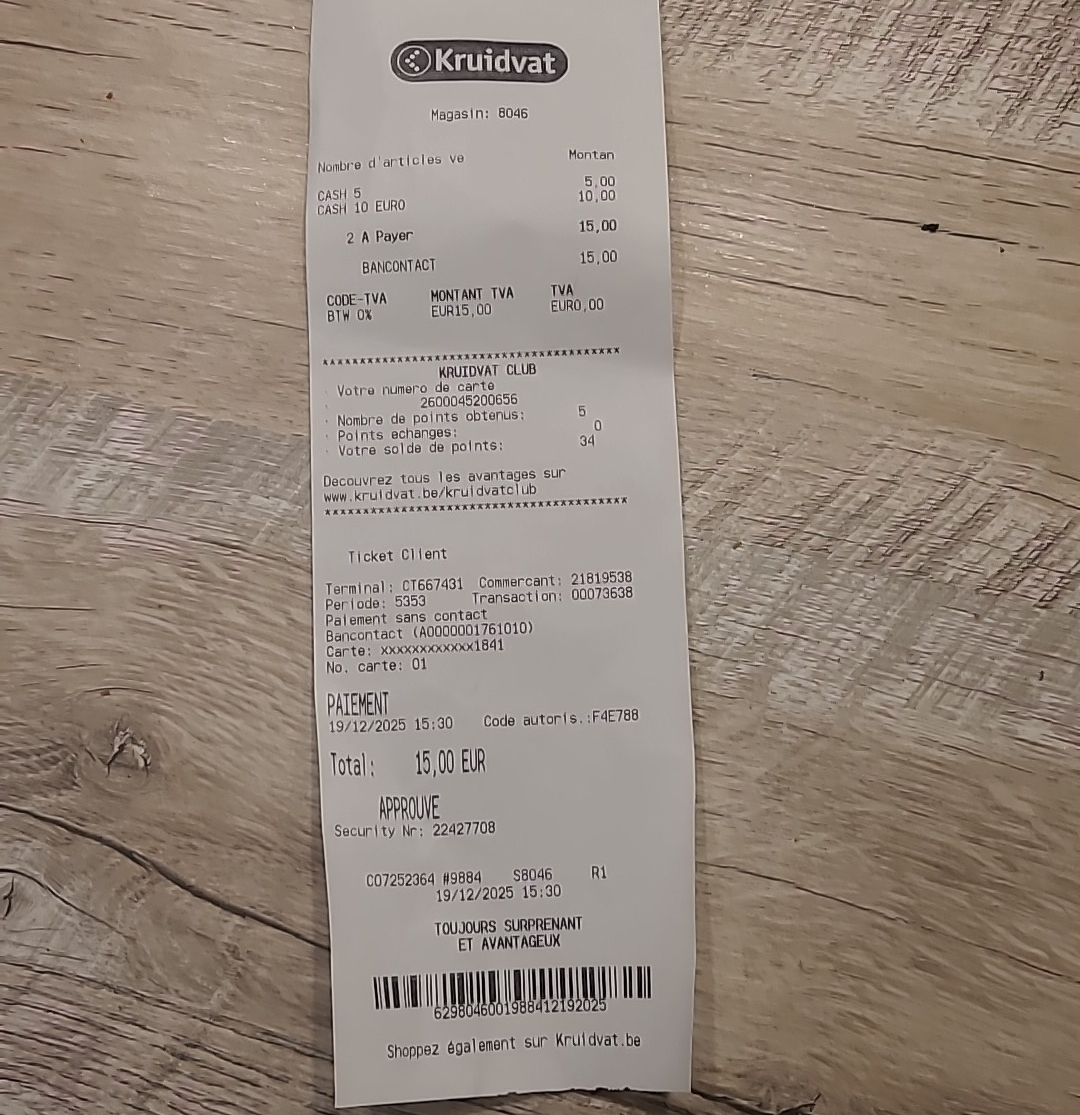 Kruidvat
Magasin: 8046
Nombre d'articles ve Montan
CASH 5 5,00
CASH 10 EURO 10,00
2 A Payer 15,00
BANCONTACT 15,00
CODE-TVA MONTANT TVA TVA
BTW 0% EUR15,00 EUR0,00
****************************************
KRUIDVAT CLUB
· Votre numero de carte
· 2600045200656
· Nombre de points obtenus: 5
· Points echanges: 0
· Votre solde de points: 34
Decouvrez tous les avantages sur
www.kruidvat.be/kruidvatclub
****************************************
Ticket Client
Terminal: CT667431 Commercant: 21819538
Periode: 5353 Transaction: 00073638
Paiement sans contact
Bancontact (A0000001761010)
Carte: xxxxxxxxxxxx1841
No. carte: 01
PAIEMENT
19/12/2025 15:30 Code autoris.:F4E788
Total: 15,00 EUR
APPROUVE
Security Nr: 22427708
C07252364 #9884 S8046 R1
19/12/2025 15:30
TOUJOURS SURPRENANT
ET AVANTAGEUX
6298046001988412192025
Shoppez également sur Kruidvat.be